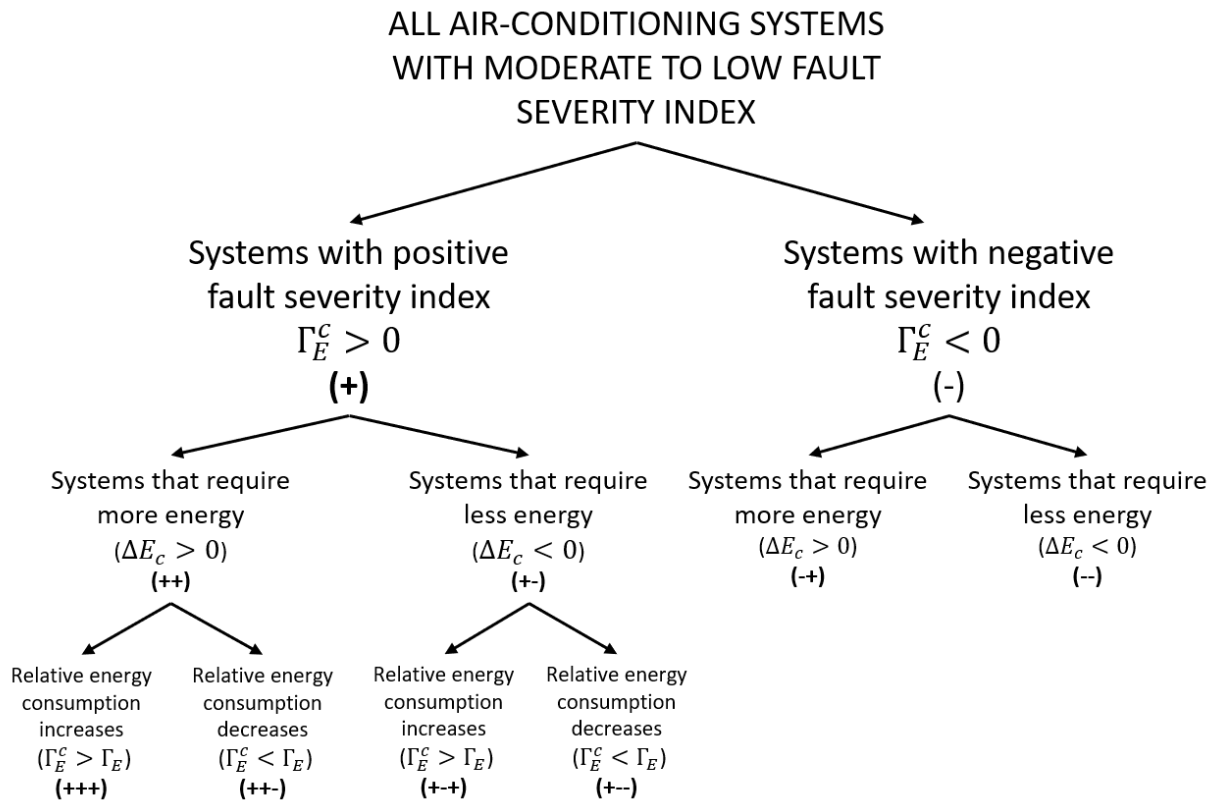 ALL AIR-CONDITIONING SYSTEMS
WITH MODERATE TO LOW FAULT
SEVERITY INDEX
Systems with positive
fault severity index
Γ_E^c > 0
(+)
Systems with negative
fault severity index
Γ_E^c < 0
(-)
Systems that require
more energy
(ΔE_c > 0)
(++)
Systems that require
less energy
(ΔE_c < 0)
(+-)
Systems that require
more energy
(ΔE_c > 0)
(-+)
Systems that require
less energy
(ΔE_c < 0)
(--)
Relative energy
consumption
increases
(Γ_E^c > Γ_E)
(+++)
Relative energy
consumption
decreases
(Γ_E^c < Γ_E)
(++-)
Relative energy
consumption
increases
(Γ_E^c > Γ_E)
(+-+)
Relative energy
consumption
decreases
(Γ_E^c < Γ_E)
(+--)